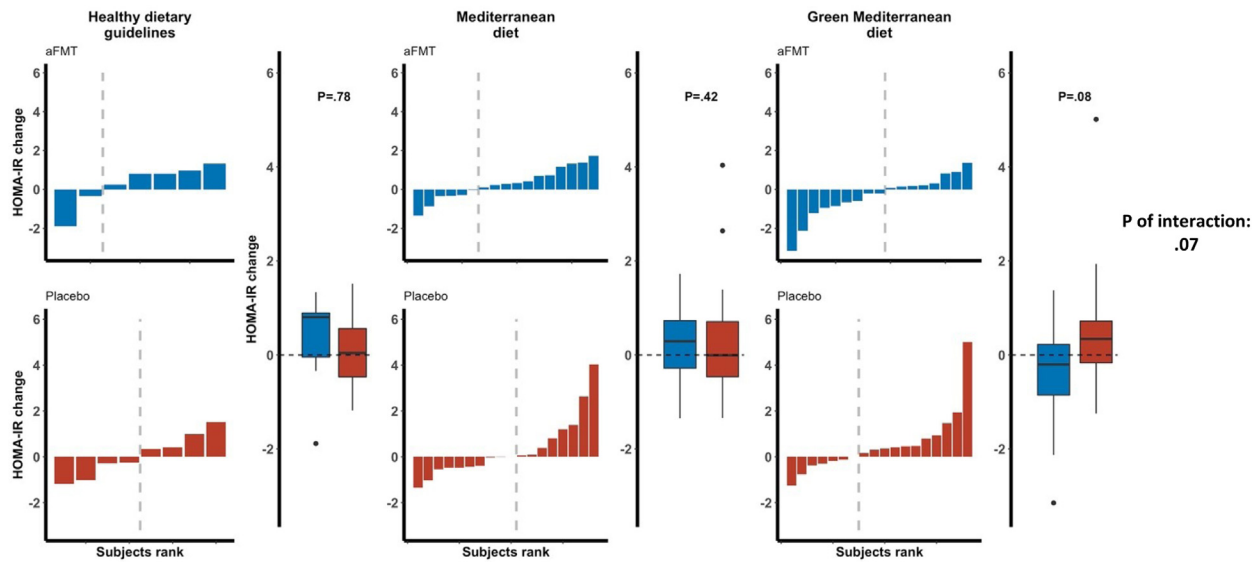 Healthy dietary
guidelines
Mediterranean
diet
Green Mediterranean
diet
aFMT
6
4
2
0
-2
HOMA-IR change
Placebo
6
4
2
0
-2
HOMA-IR change
Subjects rank
6
4
2
0
-2
HOMA-IR change
P=.78
aFMT
6
4
2
0
-2
Placebo
6
4
2
0
-2
Subjects rank
6
4
2
0
-2
P=.42
aFMT
6
4
2
0
-2
Placebo
6
4
2
0
-2
Subjects rank
6
4
2
0
-2
P=.08
P of interaction:
.07